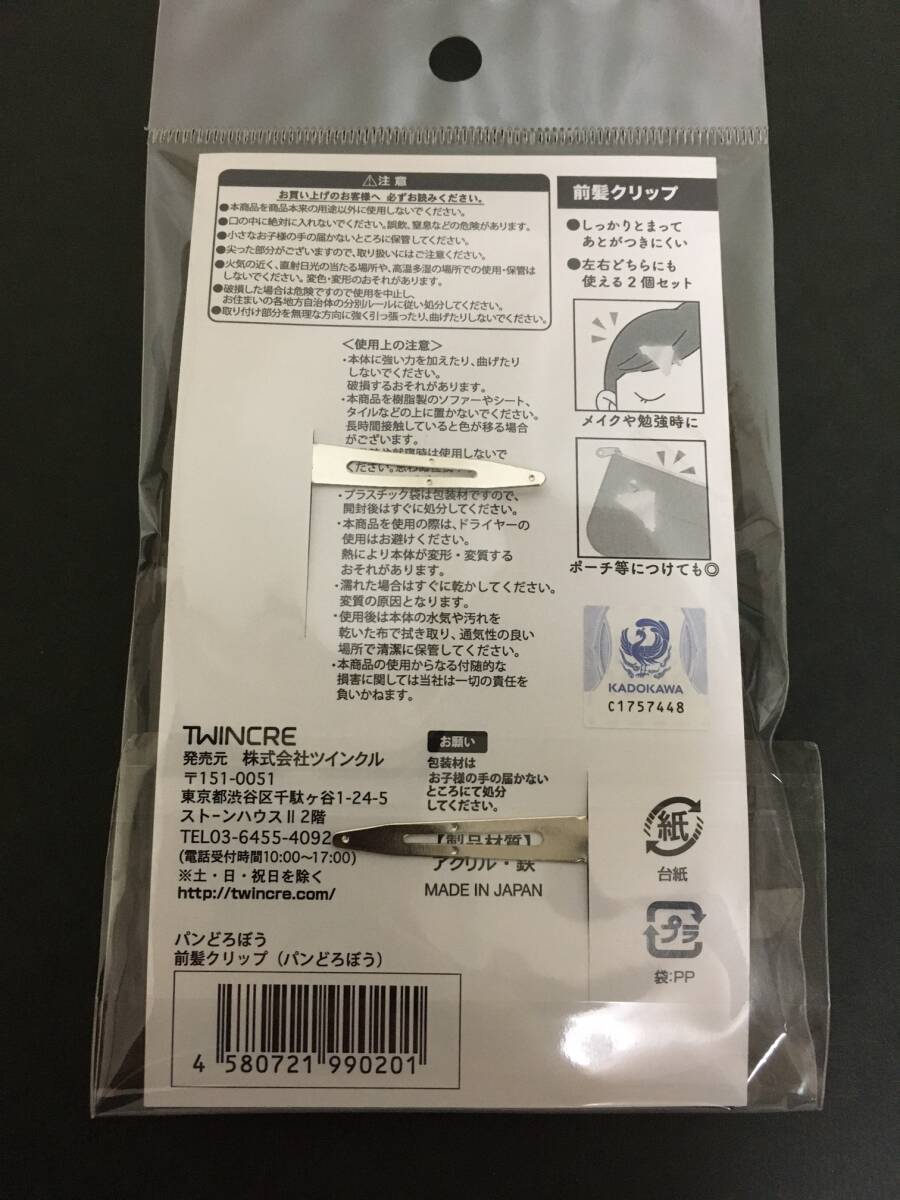 ⚠注意
お買い上げのお客様へ 必ずお読みください。
●本商品を商品本来の用途以外に使用しないでください。
●口の中に絶対に入れないでください。誤飲、窒息などの危険があります。
●小さなお子様の手の届かないところに保管してください。
●尖った部分がございますので、取り扱いにはご注意ください。
●火気の近く、直射日光の当たる場所や、高温多湿の場所での使用・保管は
しないでください。変色・変形のおそれがあります。
●破損した場合は危険ですので使用を中止し、
お住まいの各地方自治体の分別ルールに従い処分してください。
●取り付け部分を無理な方向に強く引っ張ったり、曲げたりしないでください。
＜使用上の注意＞
・本体に強い力を加えたり、曲げたり
しないでください。
破損するおそれがあります。
・本商品を樹脂製のソファーやシート、
タイルなどの上に置かないでください。
長時間接触していると色が移る場合
がございます。
は使用しないで
ください。
・プラスチック袋は包装材ですので、
開封後はすぐに処分してください。
・本商品を使用の際は、ドライヤーの
使用はお避けください。
熱により本体が変形・変質する
おそれがあります。
・濡れた場合はすぐに乾かしてください。
変質の原因となります。
・使用後は本体の水気や汚れを
乾いた布で拭き取り、通気性の良い
場所で清潔に保管してください。
・本商品の使用からなる付随的な
損害に関しては当社は一切の責任を
負いかねます。
前髪クリップ
●しっかりとまって
あとがつきにくい
●左右どちらにも
使える2個セット
メイクや勉強時に
ポーチ等につけても◎
KADOKAWA
C1757448
TWINCRE
発売元 株式会社ツインクル
〒151-0051
東京都渋谷区千駄ヶ谷1-24-5
ストーンハウスⅡ2階
TEL03-6455-4092
(電話受付時間10:00〜17:00)
※土・日・祝日を除く
http://twincre.com/
お願い
包装材は
お子様の手の届かない
ところにて処分
してください。
【製品材質】
アクリル・鉄
MADE IN JAPAN
紙
台紙
プラ
袋:PP
パンどろぼう
前髪クリップ（パンどろぼう）
4 580721 990201